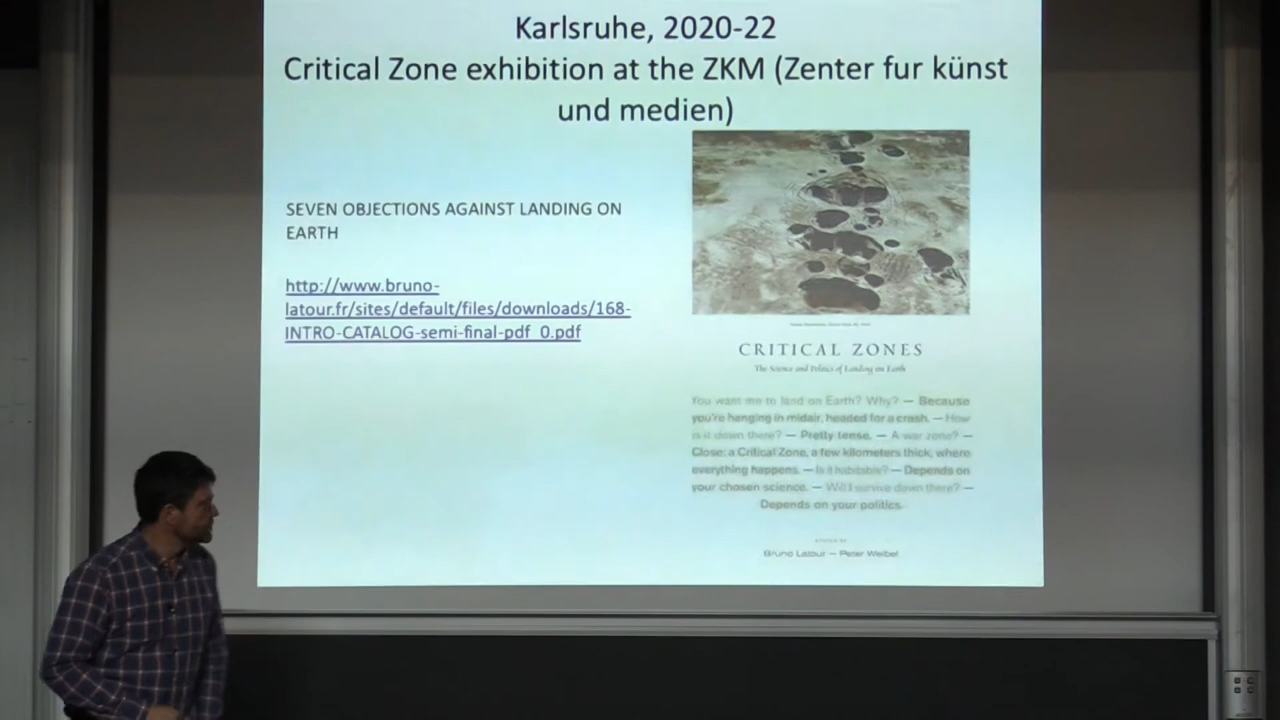 Karlsruhe, 2020-22
Critical Zone exhibition at the ZKM (Zenter fur künst
und medien)
SEVEN OBJECTIONS AGAINST LANDING ON
EARTH
http://www.bruno-
latour.fr/sites/default/files/downloads/168-
INTRO-CATALOG-semi-final-pdf_0.pdf
CRITICAL ZONES
The Science and Politics of Landing on Earth
You want me to land on Earth? Why? — Because
you're hanging in midair, headed for a crash. — How
is it down there? — Pretty tense. — A war zone? —
Close: a Critical Zone, a few kilometers thick, where
everything happens. — Is it habitable? — Depends on
your chosen science. — Will I survive down there? —
Depends on your politics.
Bruno Latour — Peter Weibel